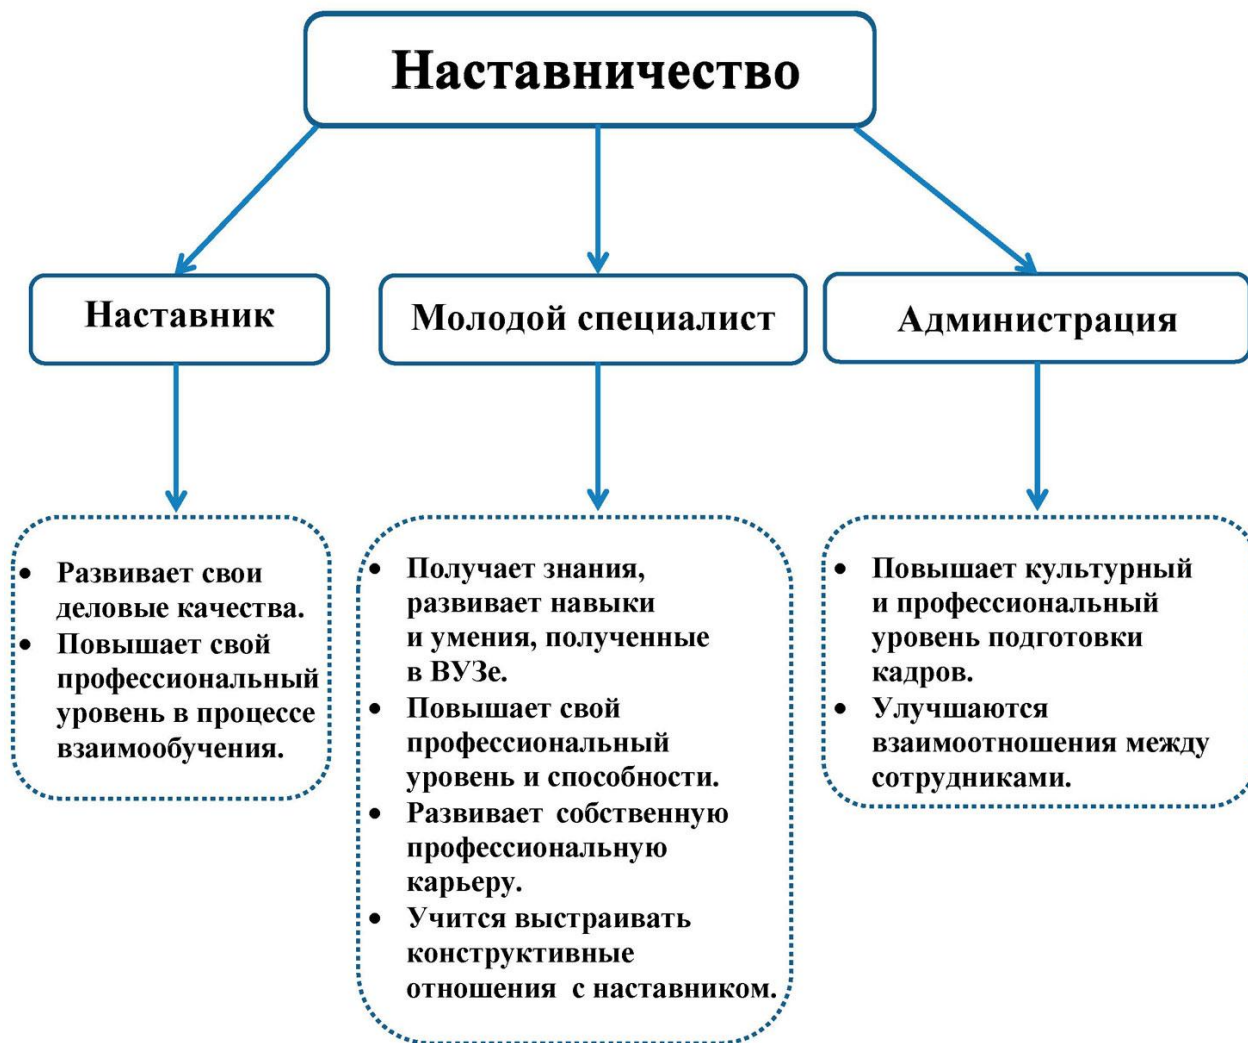 Наставничество
Наставник
Молодой специалист
Администрация
• Развивает свои
деловые качества.
• Повышает свой
профессиональный
уровень в процессе
взаимообучения.
• Получает знания,
развивает навыки
и умения, полученные
в ВУЗе.
• Повышает свой
профессиональный
уровень и способности.
• Развивает собственную
профессиональную
карьеру.
• Учится выстраивать
конструктивные
отношения с наставником.
• Повышает культурный
и профессиональный
уровень подготовки
кадров.
• Улучшаются
взаимоотношения между
сотрудниками.